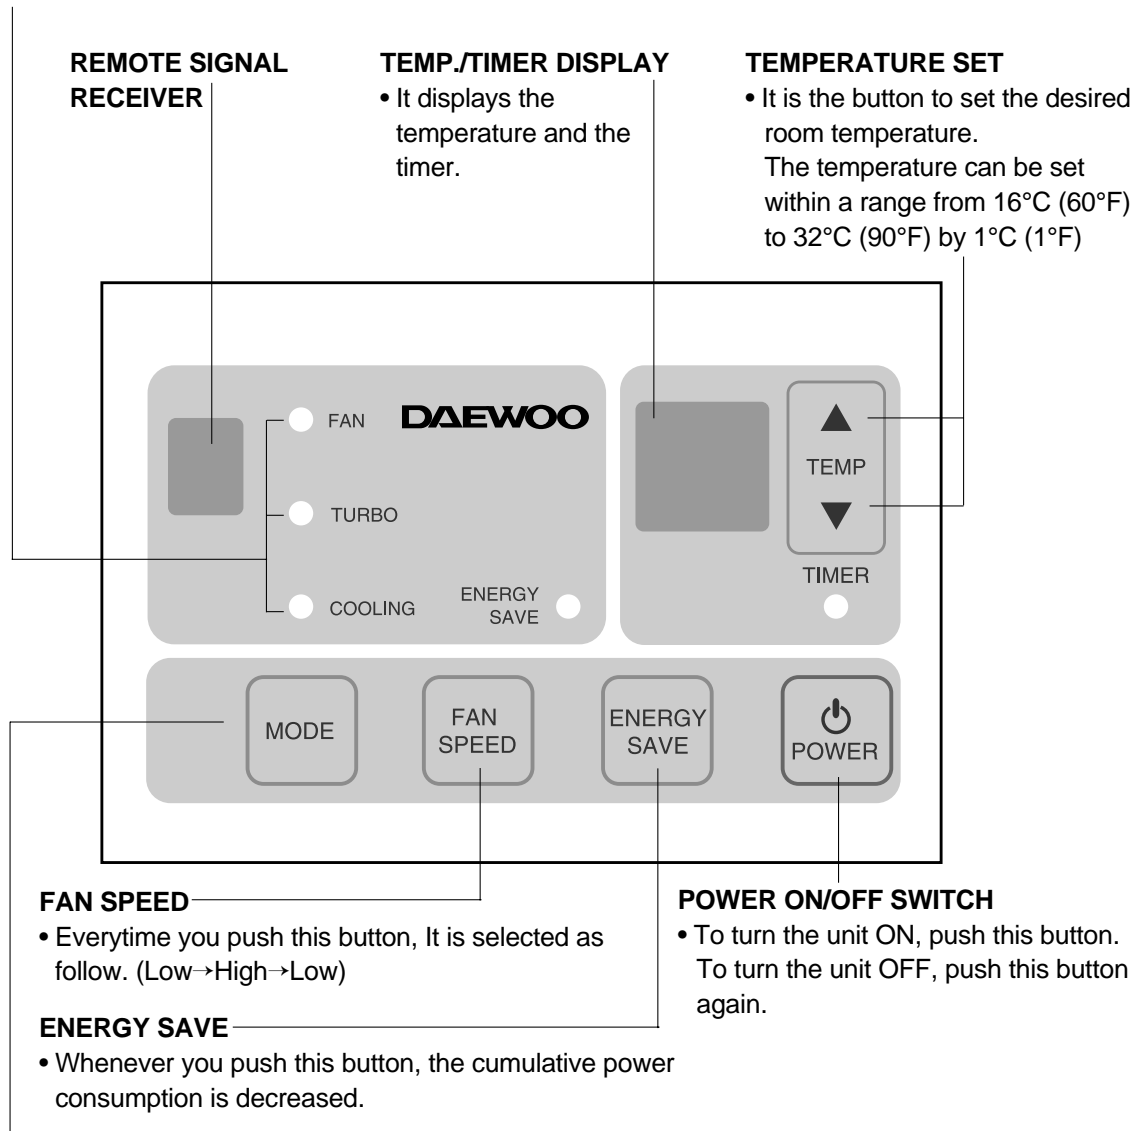 REMOTE SIGNAL
RECEIVER
TEMP./TIMER DISPLAY
• It displays the
temperature and the
timer.
TEMPERATURE SET
• It is the button to set the desired
room temperature.
The temperature can be set
within a range from 16°C (60°F)
to 32°C (90°F) by 1°C (1°F)
FAN
DAEWOO
TURBO
COOLING
ENERGY
SAVE
▲
TEMP
▼
TIMER
MODE
FAN
SPEED
ENERGY
SAVE
POWER
FAN SPEED
• Everytime you push this button, It is selected as
follow. (Low→High→Low)
ENERGY SAVE
• Whenever you push this button, the cumulative power
consumption is decreased.
POWER ON/OFF SWITCH
• To turn the unit ON, push this button.
To turn the unit OFF, push this button
again.